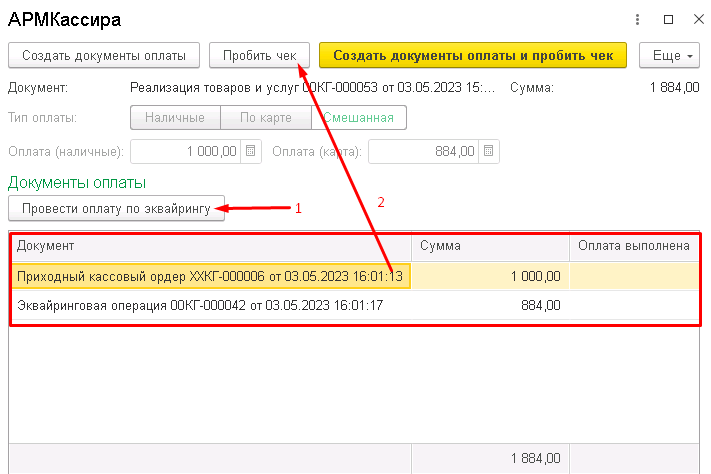 АРМКассира
Создать документы оплаты Пробить чек Создать документы оплаты и пробить чек Еще
Документ: Реализация товаров и услуг 00КГ-000053 от 03.05.2023 15:... Сумма: 1 884,00
Тип оплаты: Наличные По карте Смешанная
Оплата (наличные): 1 000,00 Оплата (карта): 884,00
Документы оплаты
Провести оплату по эквайрингу 1 2
Документ Сумма Оплата выполнена
Приходный кассовый ордер ХХКГ-000006 от 03.05.2023 16:01:13 1 000,00
Эквайринговая операция 00КГ-000042 от 03.05.2023 16:01:17 884,00
1 884,00